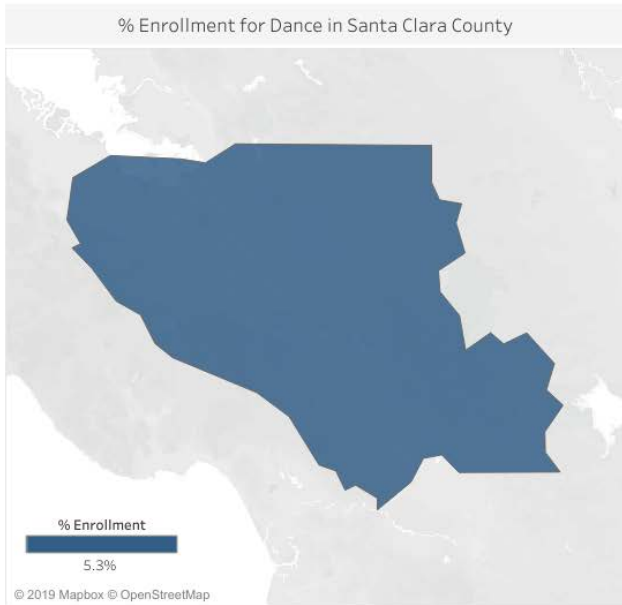 % Enrollment for Dance in Santa Clara County
% Enrollment
5.3%
© 2019 Mapbox © OpenStreetMap